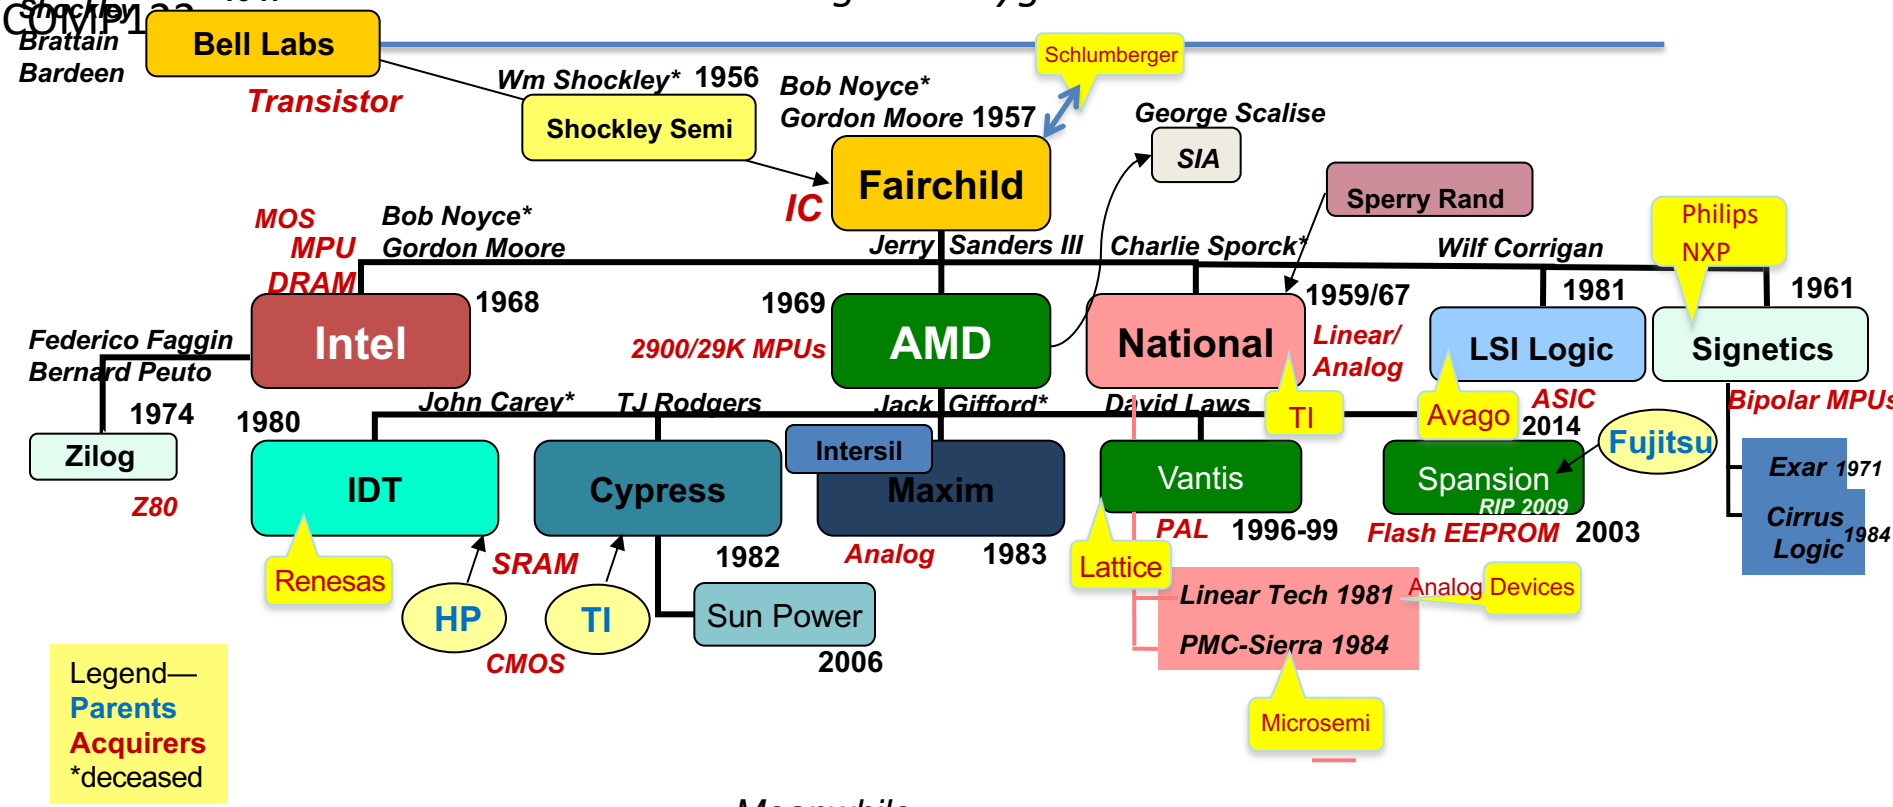 Shockley
COMP122
Brattain
Bardeen
Bell Labs
Transistor
Wm Shockley* 1956
Shockley Semi
Bob Noyce*
Gordon Moore 1957
Schlumberger
Fairchild
IC
George Scalise
SIA
Sperry Rand
Philips
NXP
MOS
MPU
DRAM
Bob Noyce*
Gordon Moore
Jerry Sanders III
Charlie Sporck*
Wilf Corrigan
1968
1969
1959/67
1981
1961
Federico Faggin
Bernard Peuto
Intel
2900/29K MPUs
AMD
National
Linear/
Analog
LSI Logic
Signetics
1974
Zilog
Z80
1980
John Carey*
TJ Rodgers
Jack Gifford*
David Laws
TI
Avago
ASIC
2014
Bipolar MPUs
Fujitsu
IDT
Cypress
Intersil
Maxim
Vantis
Spansion
RIP 2009
Exar 1971
Cirrus
Logic 1984
Renesas
HP
SRAM
CMOS
TI
1982
Sun Power
2006
Analog
1983
PAL
1996-99
Flash EEPROM 2003
Lattice
Linear Tech 1981
Analog Devices
PMC-Sierra 1984
Microsemi
Legend—
Parents
Acquirers
*deceased
Meanwhile